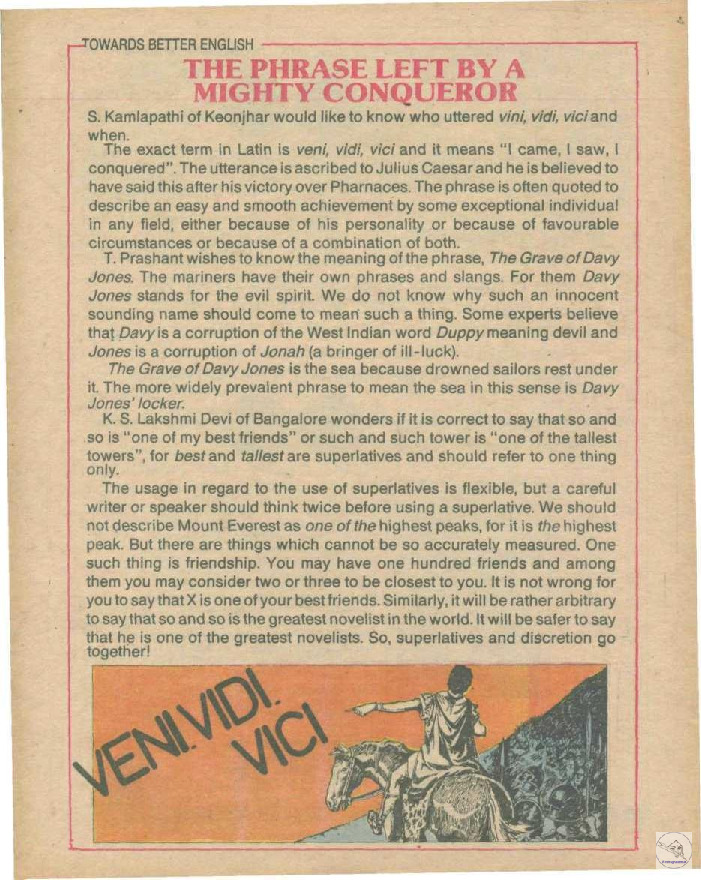 TOWARDS BETTER ENGLISH
THE PHRASE LEFT BY A
MIGHTY CONQUEROR
S. Kamlapathi of Keonjhar would like to know who uttered vini, vidi, vici and
when.
The exact term in Latin is veni, vidi, vici and it means "I came, I saw, I
conquered". The utterance is ascribed to Julius Caesar and he is believed to
have said this after his victory over Pharnaces. The phrase is often quoted to
describe an easy and smooth achievement by some exceptional individual
in any field, either because of his personality or because of favourable
circumstances or because of a combination of both.
T. Prashant wishes to know the meaning of the phrase, The Grave of Davy
Jones. The mariners have their own phrases and slangs. For them Davy
Jones stands for the evil spirit. We do not know why such an innocent
sounding name should come to mean such a thing. Some experts believe
that Davy is a corruption of the West Indian word Duppy meaning devil and
Jones is a corruption of Jonah (a bringer of ill-luck).
The Grave of Davy Jones is the sea because drowned sailors rest under
it. The more widely prevalent phrase to mean the sea in this sense is Davy
Jones' locker.
K. S. Lakshmi Devi of Bangalore wonders if it is correct to say that so and
so is "one of my best friends" or such and such tower is "one of the tallest
towers", for best and tallest are superlatives and should refer to one thing
only.
The usage in regard to the use of superlatives is flexible, but a careful
writer or speaker should think twice before using a superlative. We should
not describe Mount Everest as one of the highest peaks, for it is the highest
peak. But there are things which cannot be so accurately measured. One
such thing is friendship. You may have one hundred friends and among
them you may consider two or three to be closest to you. It is not wrong for
you to say that X is one of your best friends. Similarly, it will be rather arbitrary
to say that so and so is the greatest novelist in the world. It will be safer to say
that he is one of the greatest novelists. So, superlatives and discretion go
together!
VENI. VIDI.
VICI